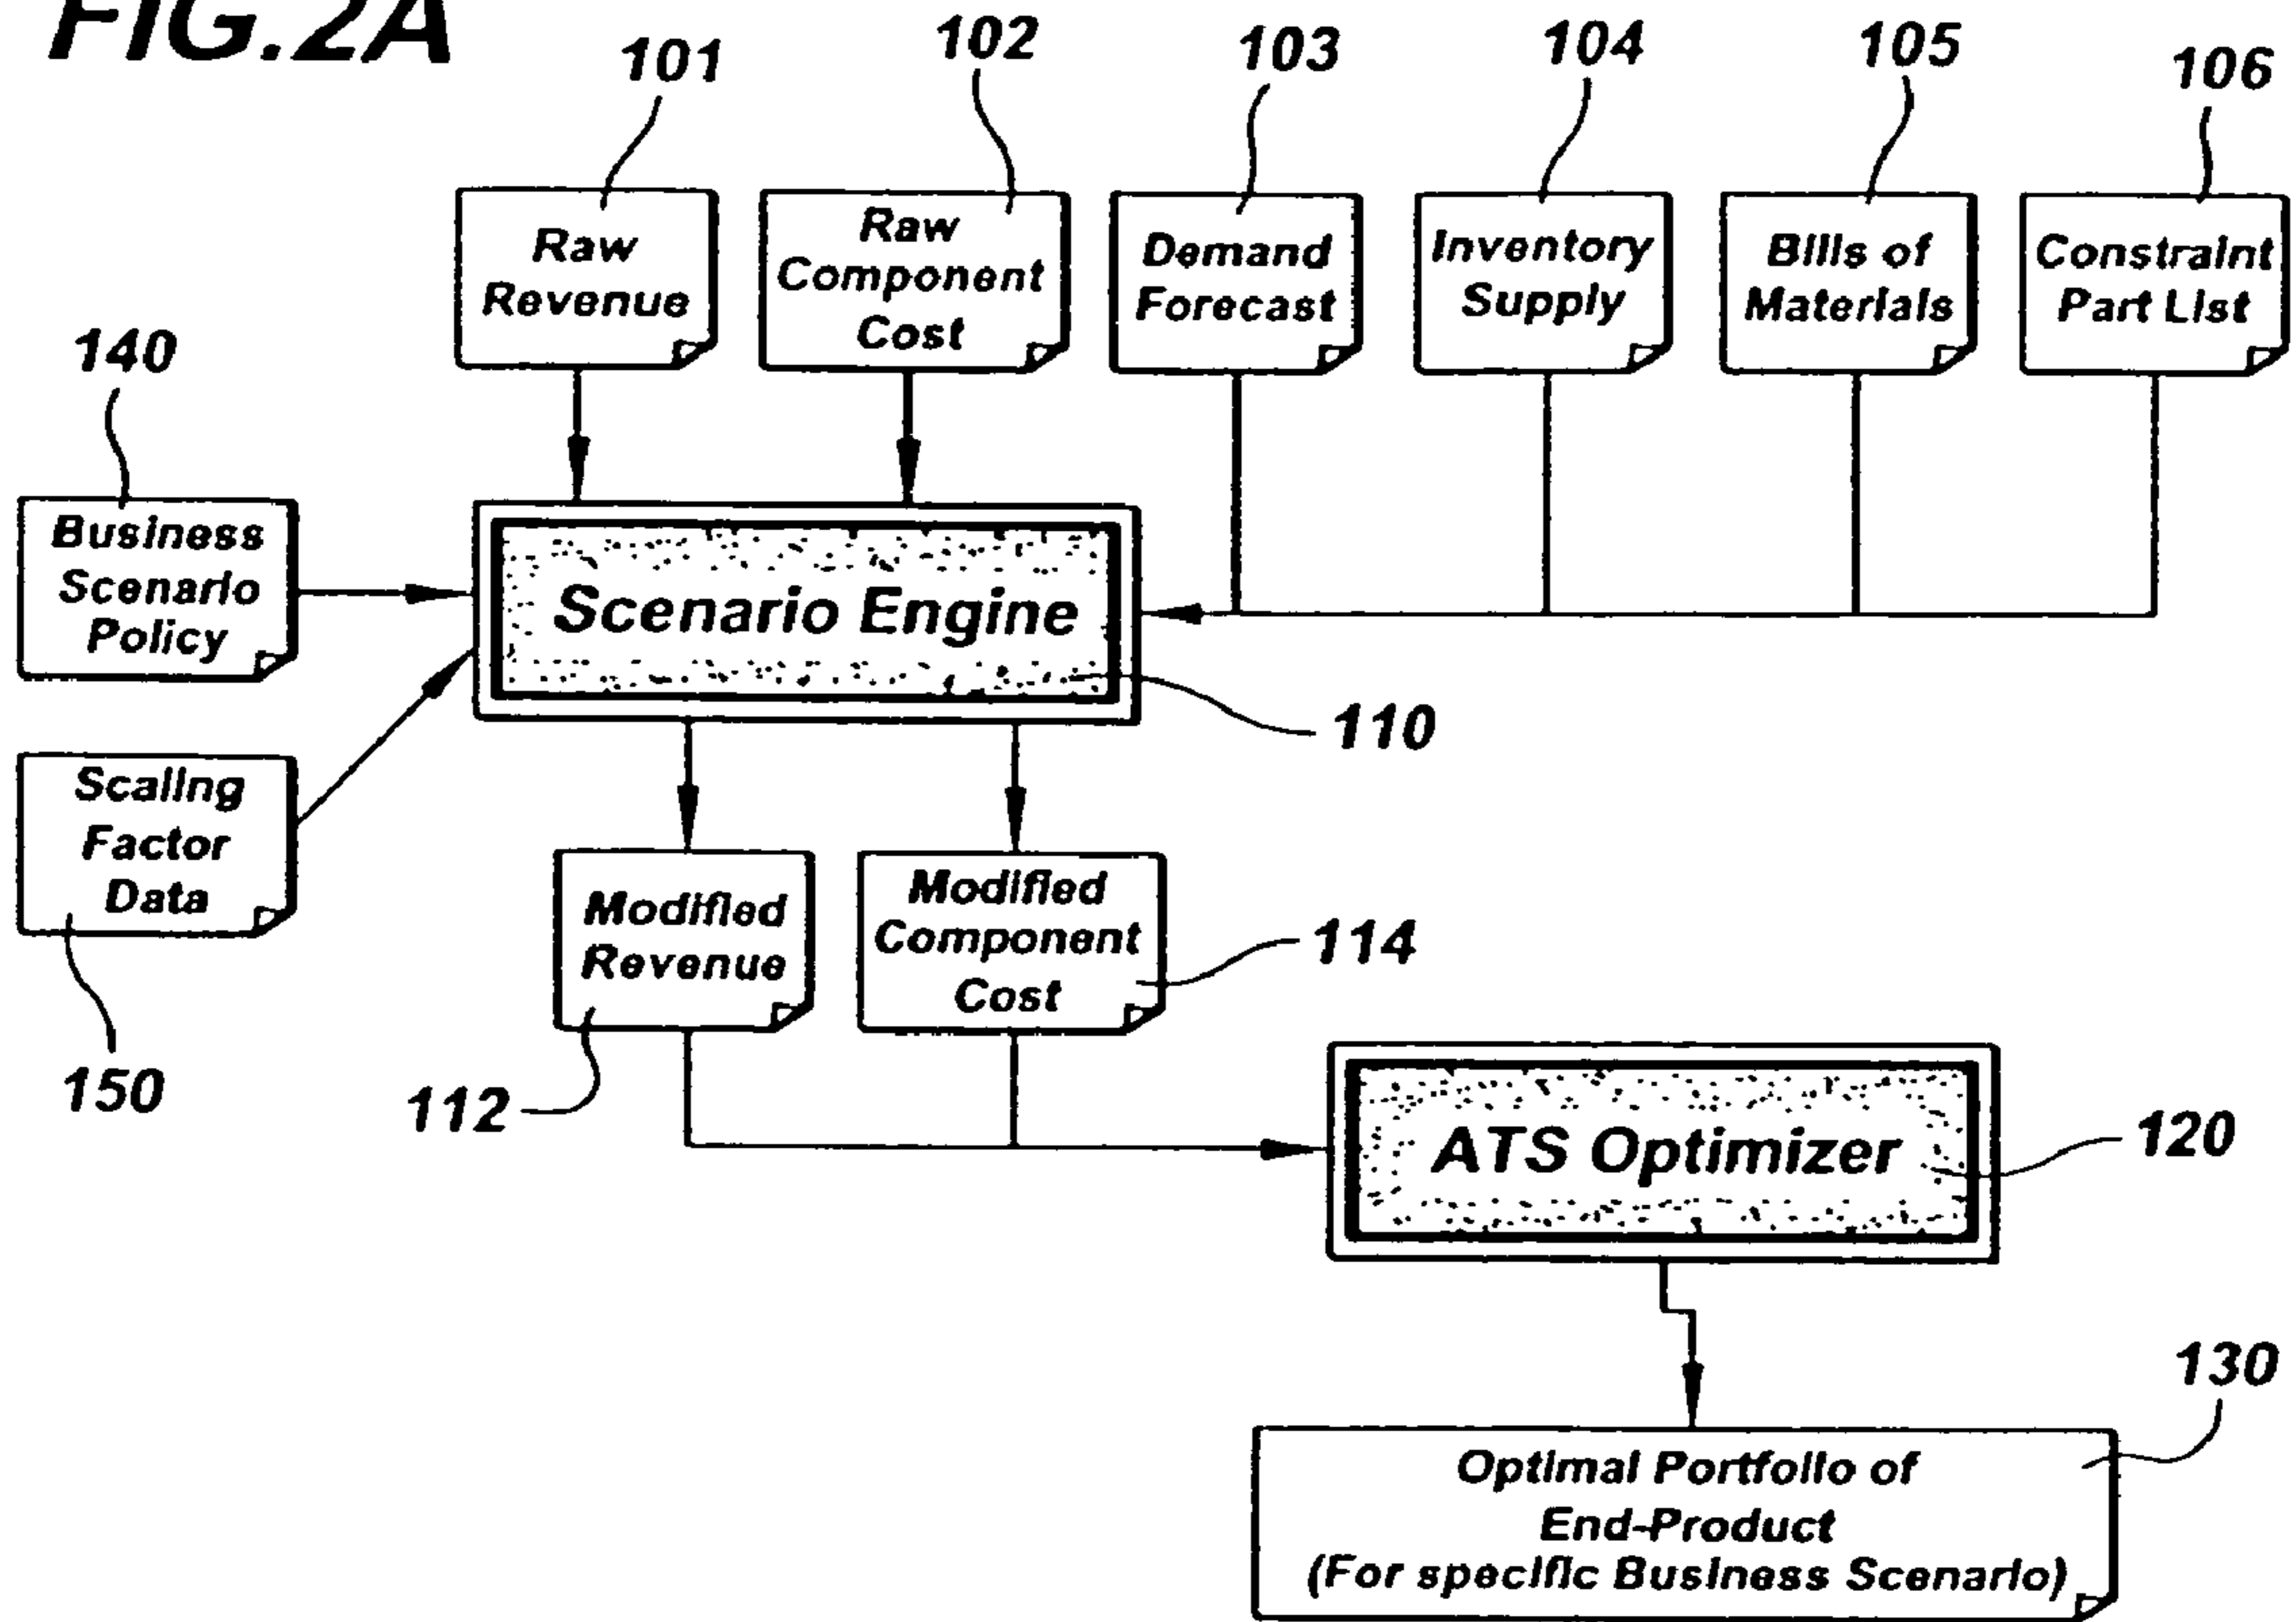 FIG.2A
101
102
103
104
105
106
Raw
Revenue
Raw
Component
Cost
Demand
Forecast
Inventory
Supply
Bills of
Materials
Constraint
Part List
140
Business
Scenario
Policy
Scenario Engine
110
Scaling
Factor
Data
150
Modified
Revenue
112
Modified
Component
Cost
114
ATS Optimizer
120
130
Optimal Portfolio of
End-Product
(For specific Business Scenario)